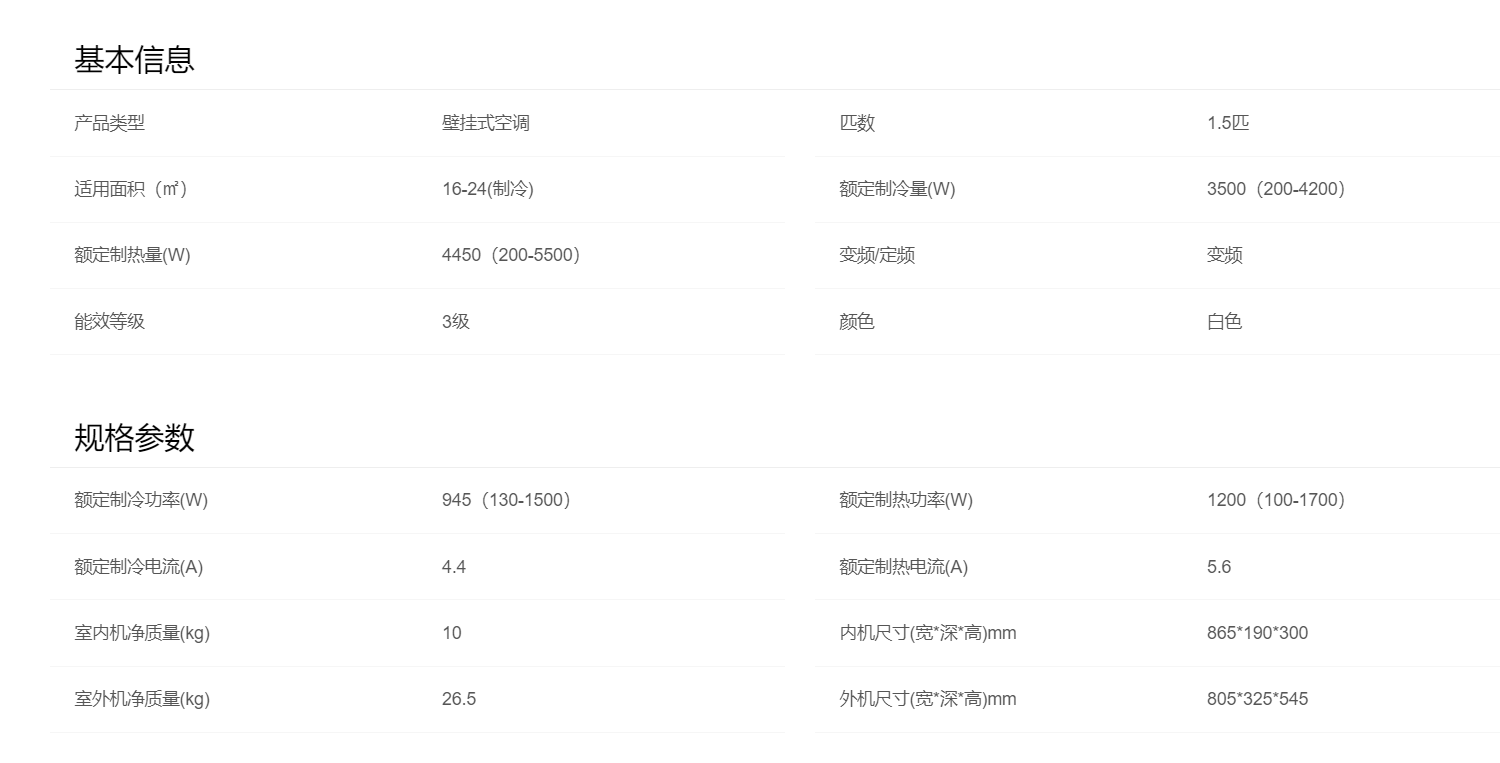 基本信息
产品类型 壁挂式空调 匹数 1.5匹
适用面积（㎡） 16-24(制冷) 额定制冷量(W) 3500（200-4200）
额定制热量(W) 4450（200-5500） 变频/定频 变频
能效等级 3级 颜色 白色
规格参数
额定制冷功率(W) 945（130-1500） 额定制热功率(W) 1200（100-1700）
额定制冷电流(A) 4.4 额定制热电流(A) 5.6
室内机净质量(kg) 10 内机尺寸(宽*深*高)mm 865*190*300
室外机净质量(kg) 26.5 外机尺寸(宽*深*高)mm 805*325*545